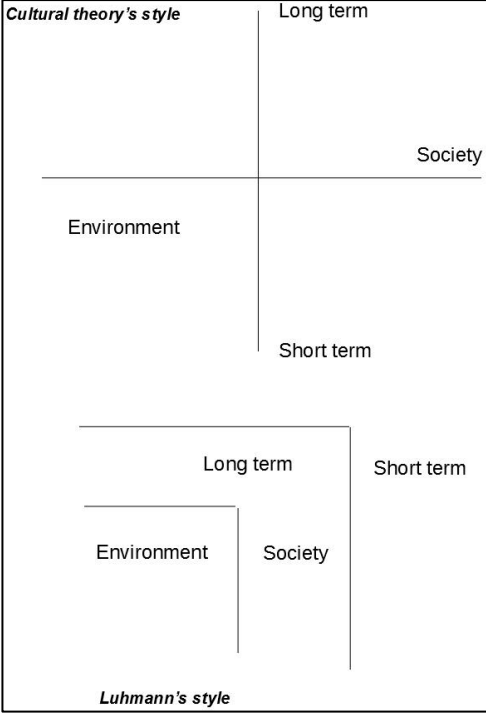 Cultural theory's style
Long term
Society
Environment
Short term
Long term
Short term
Environment
Society
Luhmann's style